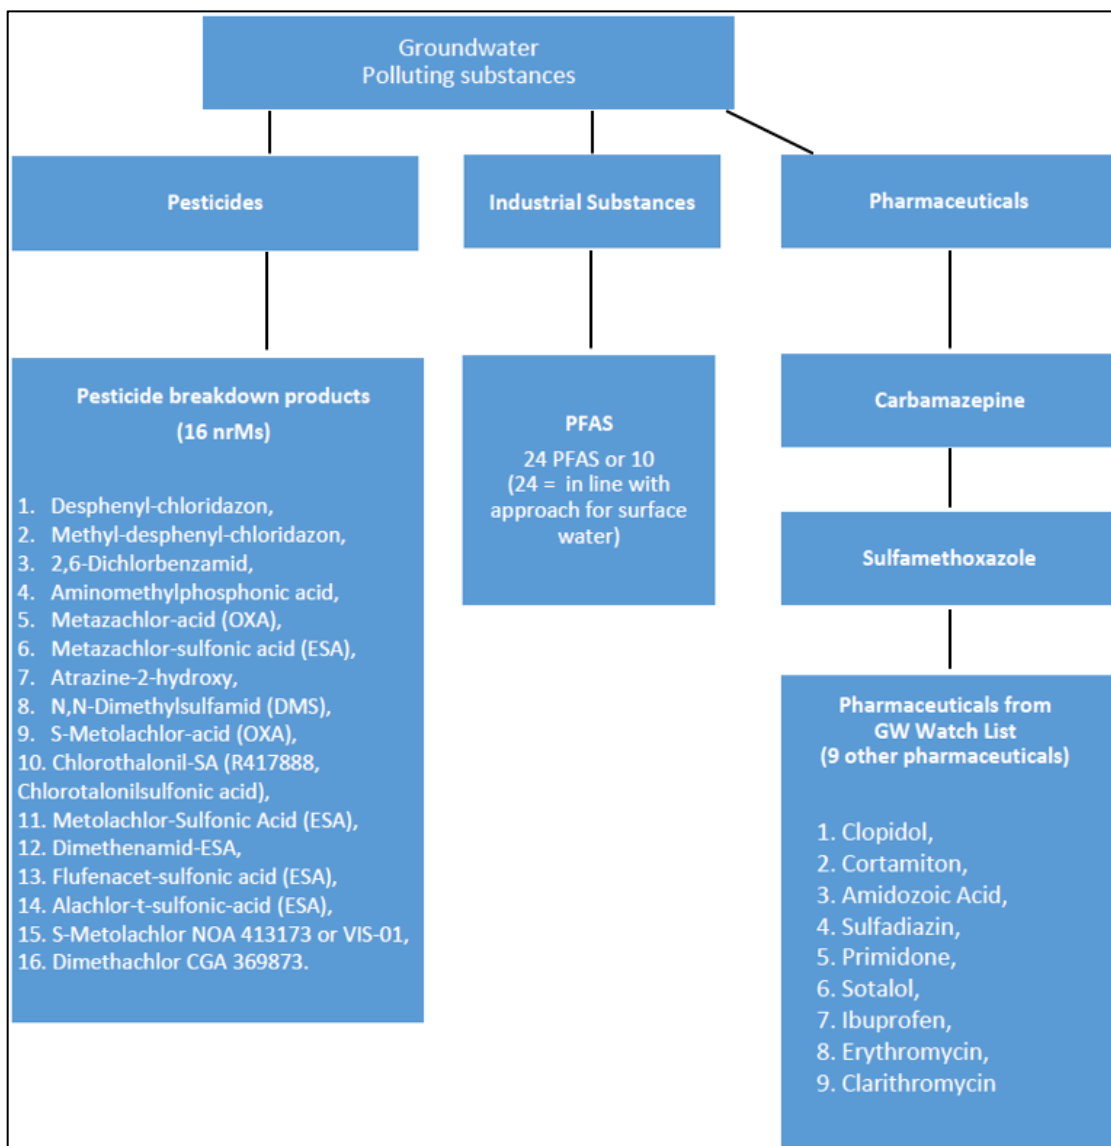 Groundwater
Polluting substances
Pesticides
Industrial Substances
Pharmaceuticals
Pesticide breakdown products
(16 nrMs)
1. Desphenyl-chloridazon,
2. Methyl-desphenyl-chloridazon,
3. 2,6-Dichlorbenzamid,
4. Aminomethylphosphonic acid,
5. Metazachlor-acid (OXA),
6. Metazachlor-sulfonic acid (ESA),
7. Atrazine-2-hydroxy,
8. N,N-Dimethylsulfamid (DMS),
9. S-Metolachlor-acid (OXA),
10. Chlorothalonil-SA (R417888,
Chlorotalonilsulfonic acid),
11. Metolachlor-Sulfonic Acid (ESA),
12. Dimethenamid-ESA,
13. Flufenacet-sulfonic acid (ESA),
14. Alachlor-t-sulfonic-acid (ESA),
15. S-Metolachlor NOA 413173 or VIS-01,
16. Dimethachlor CGA 369873.
PFAS
24 PFAS or 10
(24 = in line with
approach for surface
water)
Carbamazepine
Sulfamethoxazole
Pharmaceuticals from
GW Watch List
(9 other pharmaceuticals)
1. Clopidol,
2. Cortamiton,
3. Amidozoic Acid,
4. Sulfadiazin,
5. Primidone,
6. Sotalol,
7. Ibuprofen,
8. Erythromycin,
9. Clarithromycin